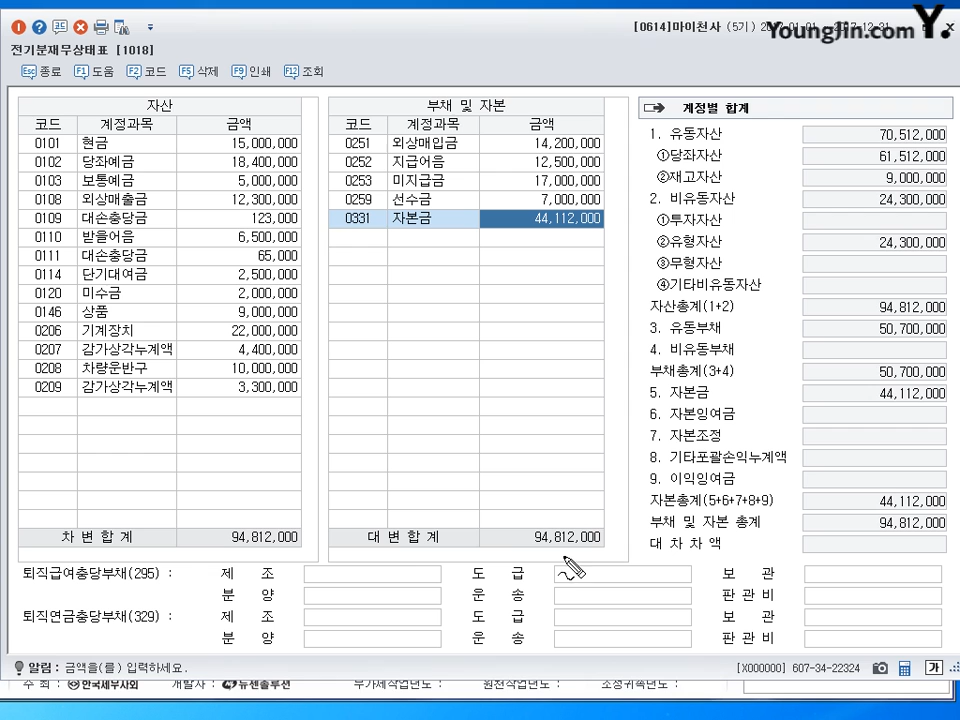 [0614]마이천사 (5기)
YoungJin.com Y.
전기분재무상태표 [1018]
Esc 종료 F1 도움 F2 코드 F5 삭제 F9 인쇄 F12 조회
자산
코드 계정과목 금액
0101 현금 15,000,000
0102 당좌예금 18,400,000
0103 보통예금 5,000,000
0108 외상매출금 12,300,000
0109 대손충당금 123,000
0110 받을어음 6,500,000
0111 대손충당금 65,000
0114 단기대여금 2,500,000
0120 미수금 2,000,000
0146 상품 9,000,000
0206 기계장치 22,000,000
0207 감가상각누계액 4,400,000
0208 차량운반구 10,000,000
0209 감가상각누계액 3,300,000
차 변 합 계 94,812,000
부채 및 자본
코드 계정과목 금액
0251 외상매입금 14,200,000
0252 지급어음 12,500,000
0253 미지급금 17,000,000
0259 선수금 7,000,000
0331 자본금 44,112,000
대 변 합 계 94,812,000
계정별 합계
1. 유동자산 70,512,000
①당좌자산 61,512,000
②재고자산 9,000,000
2. 비유동자산 24,300,000
①투자자산
②유형자산 24,300,000
③무형자산
④기타비유동자산
자산총계(1+2) 94,812,000
3. 유동부채 50,700,000
4. 비유동부채
부채총계(3+4) 50,700,000
5. 자본금 44,112,000
6. 자본잉여금
7. 자본조정
8. 기타포괄손익누계액
9. 이익잉여금
자본총계(5+6+7+8+9) 44,112,000
부채 및 자본 총계 94,812,000
대 차 차 액
퇴직급여충당부채(295) : 제 조 도 급 보 관
분 양 운 송 판 관 비
퇴직연금충당부채(329) : 제 조 도 급 보 관
분 양 운 송 판 관 비
알림 : 금액을(를) 입력하세요. [X000000] 607-34-22324 가
주 최 : 한국세무사회 개발사 : 뉴젠솔루션